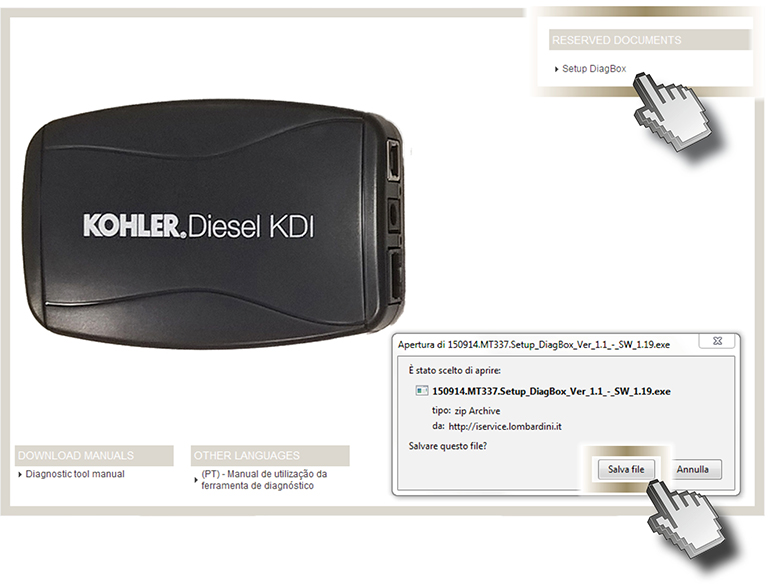 RESERVED DOCUMENTS
Setup DiagBox
KOHLER.Diesel KDI
Apertura di 150914.MT337.Setup_DiagBox_Ver_1.1_-_SW_1.19.exe
È stato scelto di aprire:
150914.MT337.Setup_DiagBox_Ver_1.1_-_SW_1.19.exe
tipo: zip Archive
da: http://iservice.lombardini.it
Salvare questo file?
Salva file
Annulla
DOWNLOAD MANUALS
Diagnostic tool manual
OTHER LANGUAGES
(PT) - Manual de utilização da
ferramenta de diagnóstico